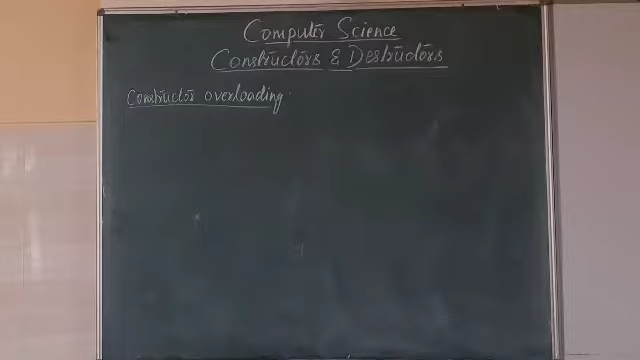 Computer Science
Constructors & Destructors
Constructor overloading.